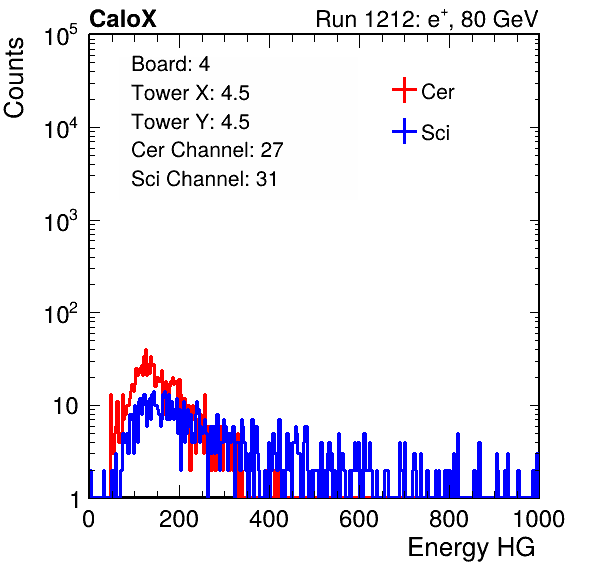 CaloX Run 1212: e⁺, 80 GeV
Counts
10⁵
10⁴
10³
10²
10
1
Board: 4
Tower X: 4.5
Tower Y: 4.5
Cer Channel: 27
Sci Channel: 31
Cer
Sci
0 200 400 600 800 1000
Energy HG